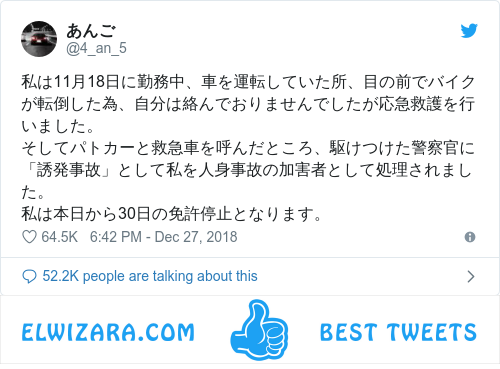 あんご
@4_an_5
私は11月18日に勤務中、車を運転していた所、目の前でバイク
が転倒した為、自分は絡んでおりませんでしたが応急救護を行
いました。
そしてパトカーと救急車を呼んだところ、駆けつけた警察官に
「誘発事故」として私を人身事故の加害者として処理されまし
た。
私は本日から30日の免許停止となります。
64.5K 6:42 PM - Dec 27, 2018
52.2K people are talking about this
ELWIZARA.COM BEST TWEETS